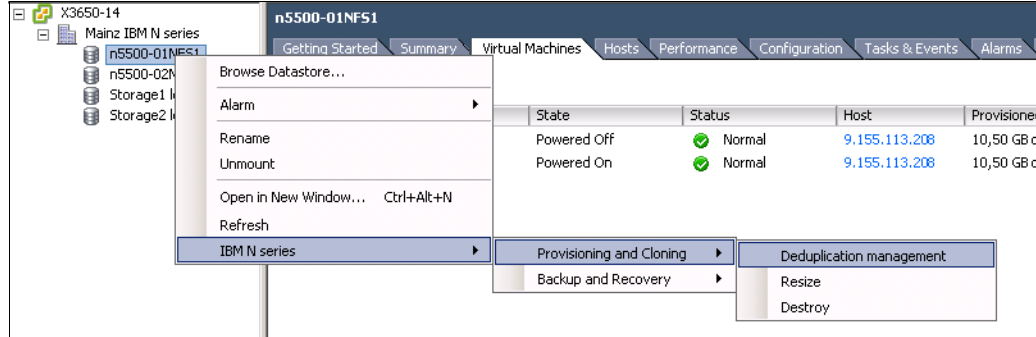 X3650-14
Mainz IBM N series
n5500-01NFS1
n5500-02N
Storage1 l
Storage2 l
n5500-01NFS1
Getting Started Summary Virtual Machines Hosts Performance Configuration Tasks & Events Alarms
State Status Host Provisione
Powered Off Normal 9.155.113.208 10,50 GB
Powered On Normal 9.155.113.208 10,50 GB
Browse Datastore...
Alarm
Rename
Unmount
Open in New Window... Ctrl+Alt+N
Refresh
IBM N series
Provisioning and Cloning
Backup and Recovery
Deduplication management
Resize
Destroy